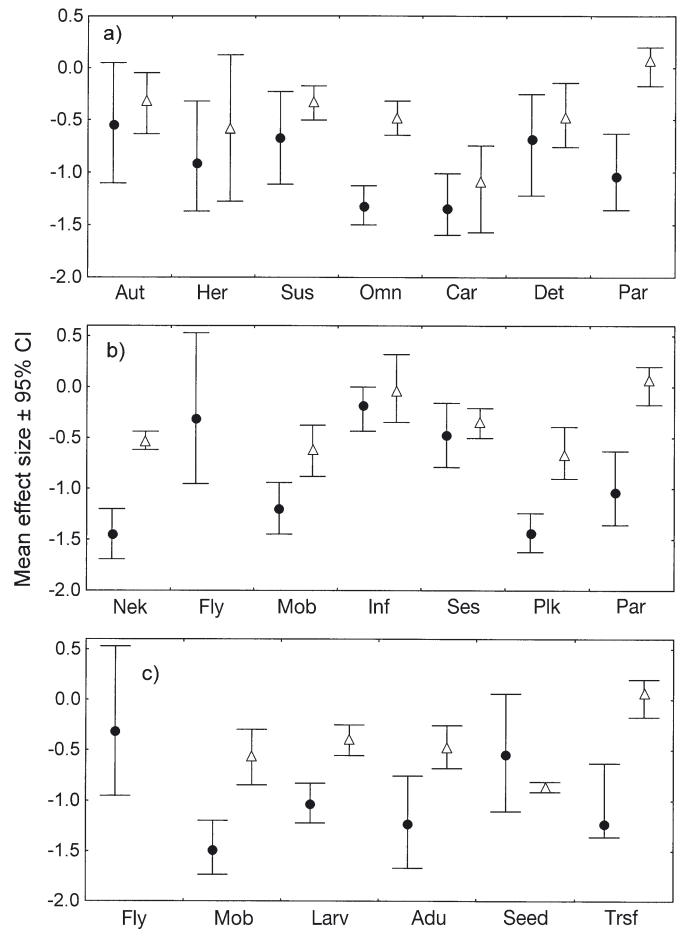 Mean effect size ± 95% CI
a)
0.5
0.0
-0.5
-1.0
-1.5
-2.0
Aut Her Sus Omn Car Det Par
b)
0.5
0.0
-0.5
-1.0
-1.5
-2.0
Nek Fly Mob Inf Ses Plk Par
c)
0.5
0.0
-0.5
-1.0
-1.5
-2.0
Fly Mob Larv Adu Seed Trsf